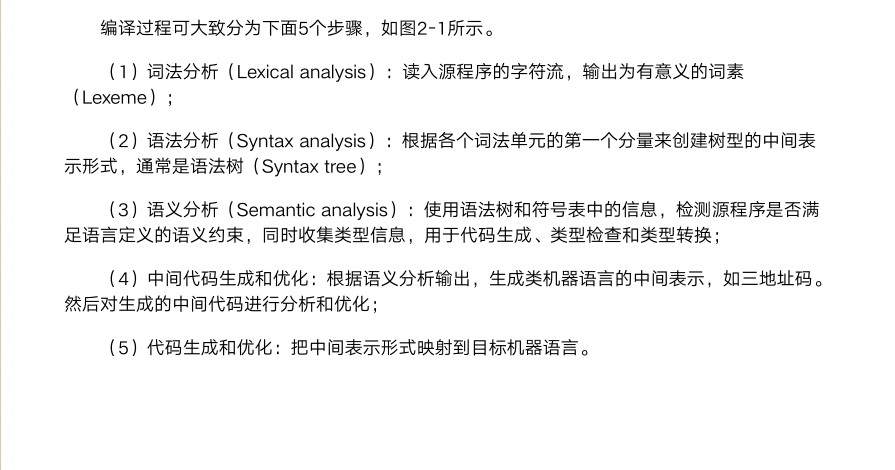 编译过程可大致分为下面5个步骤，如图2-1所示。
（1）词法分析（Lexical analysis）：读入源程序的字符流，输出为有意义的词素
（Lexeme）；
（2）语法分析（Syntax analysis）：根据各个词法单元的第一个分量来创建树型的中间表
示形式，通常是语法树（Syntax tree）；
（3）语义分析（Semantic analysis）：使用语法树和符号表中的信息，检测源程序是否满
足语言定义的语义约束，同时收集类型信息，用于代码生成、类型检查和类型转换；
（4）中间代码生成和优化：根据语义分析输出，生成类机器语言的中间表示，如三地址码。
然后对生成的中间代码进行分析和优化；
（5）代码生成和优化：把中间表示形式映射到目标机器语言。